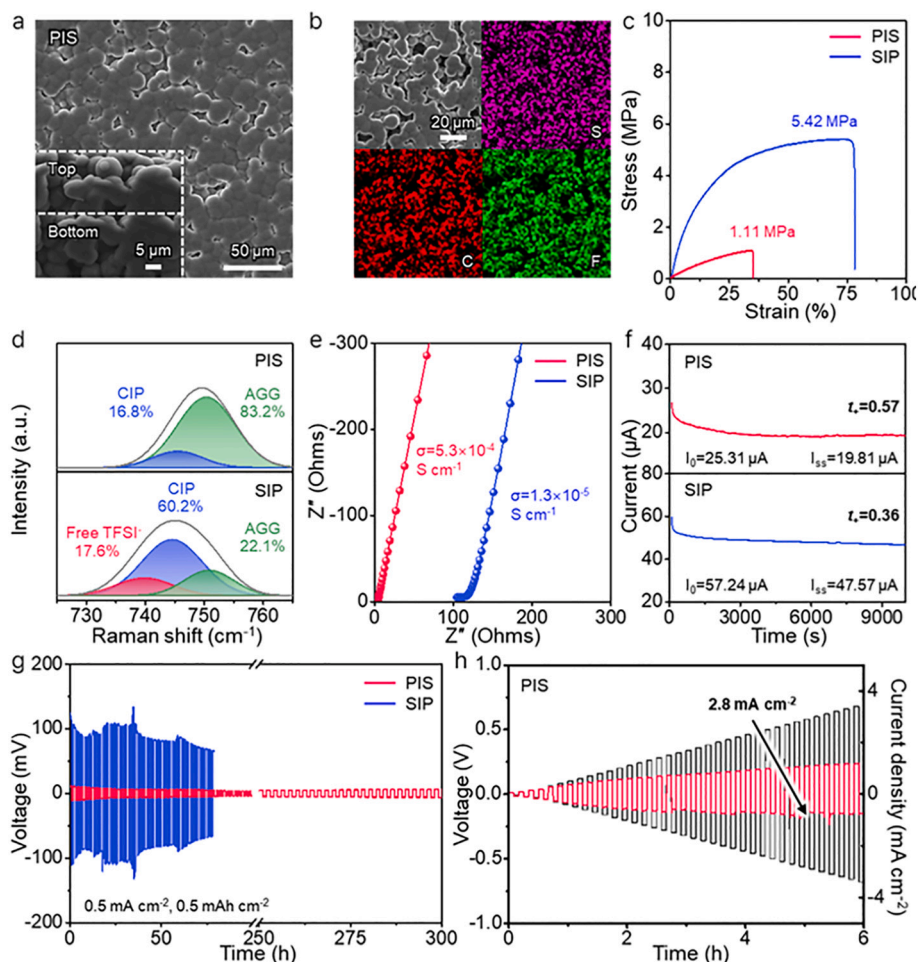 a
PIS
Top
Bottom
5 μm
50 μm
b
20 μm
S
C
F
c
PIS
SIP
5.42 MPa
1.11 MPa
Stress (MPa)
10
8
6
4
2
0
0 25 50 75 100
Strain (%)
d
PIS
CIP
16.8%
AGG
83.2%
SIP
CIP
60.2%
Free TFSI-
17.6%
AGG
22.1%
Intensity (a.u.)
730 740 750 760
Raman shift (cm-1)
e
PIS
SIP
σ=5.3×10-4
S cm-1
σ=1.3×10-5
S cm-1
Z″ (Ohms)
-300
-200
-100
0
0 100 200 300
Z″ (Ohms)
f
PIS
t+=0.57
I0=25.31 μA
Iss=19.81 μA
SIP
t+=0.36
I0=57.24 μA
Iss=47.57 μA
Current (μA)
40
30
20
80
60
40
20
0 3000 6000 9000
Time (s)
g
PIS
SIP
0.5 mA cm-2, 0.5 mAh cm-2
Voltage (mV)
200
100
0
-100
-200
0 50 250 275 300
Time (h)
h
PIS
2.8 mA cm-2
Voltage (V)
1.0
0.5
0.0
-0.5
-1.0
0 2 4 6
Time (h)
Current density (mA cm-2)
4
0
-4